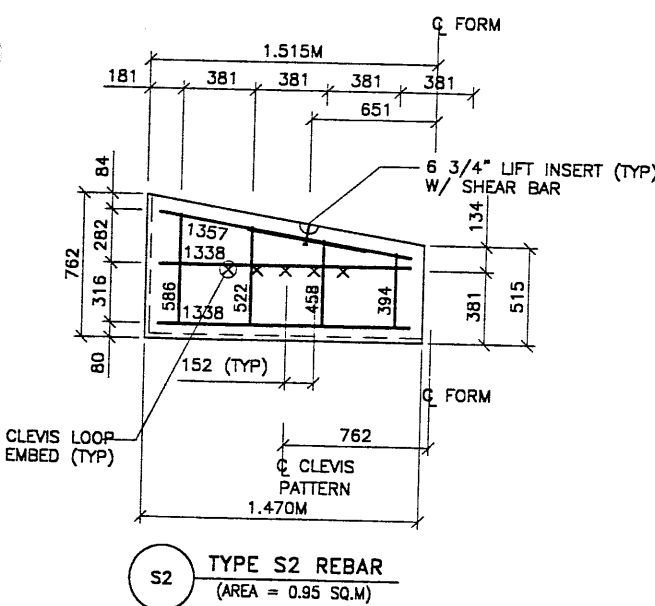 ℄ FORM
1.515M
181 381 381 381 381
651
6 3/4" LIFT INSERT (TYP)
W/ SHEAR BAR
84
134
282
1357
1338
762
316
586
522
458
394
381
515
1338
80
152 (TYP)
℄ FORM
CLEVIS LOOP
EMBED (TYP)
762
℄ CLEVIS
PATTERN
1.470M
S2
TYPE S2 REBAR
(AREA = 0.95 SQ.M)